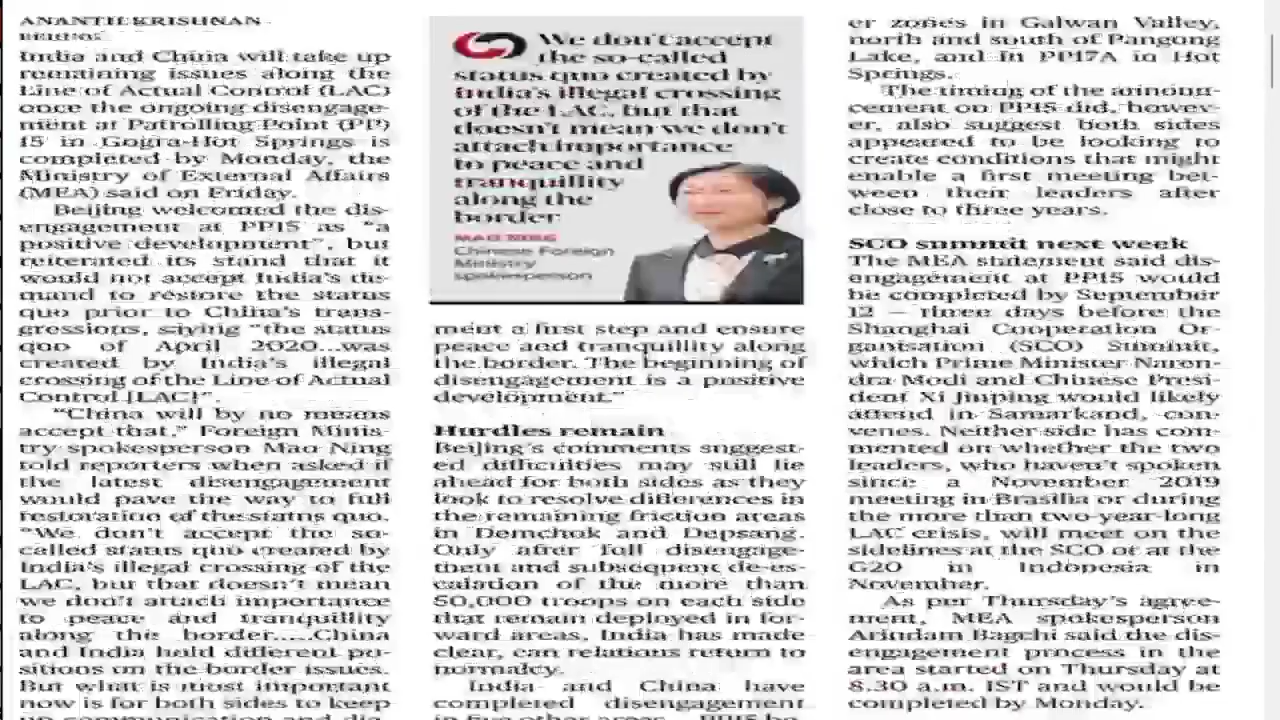 ANANTH KRISHNAN
BEIJING
India and China will take up
remaining issues along the
Line of Actual Control (LAC)
once the ongoing disengage-
ment at Patrolling Point (PP)
15 in Gogra-Hot Springs is
completed by Monday, the
Ministry of External Affairs
(MEA) said on Friday.
Beijing welcomed the dis-
engagement at PP15 as “a
positive development”, but
reiterated its stand that it
would not accept India’s de-
mand to restore the status
quo prior to China’s trans-
gressions, saying “the status
quo of April 2020...was
created by India’s illegal
crossing of the Line of Actual
Control [LAC]”.
“China will by no means
accept that,” Foreign Minis-
try spokesperson Mao Ning
told reporters when asked if
the latest disengagement
would pave the way to full
restoration of the status quo.
“We don’t accept the so-
called status quo created by
India’s illegal crossing of the
LAC, but that doesn’t mean
we don’t attach importance
to peace and tranquillity
along the border.....China
and India held different po-
sitions on the border issues.
But what is most important
now is for both sides to keep
up communication and dia-
We don’t accept
the so-called
status quo created by
India’s illegal crossing
of the LAC, but that
doesn’t mean we don’t
attach importance
to peace and
tranquillity
along the
border
MAO NING
Chinese Foreign
Ministry
spokesperson
ment a first step and ensure
peace and tranquillity along
the border. The beginning of
disengagement is a positive
development.”
Hurdles remain
Beijing’s comments suggest-
ed difficulties may still lie
ahead for both sides as they
look to resolve differences in
the remaining friction areas
in Demchok and Depsang.
Only after full disengage-
ment and subsequent de-es-
calation of the more than
50,000 troops on each side
that remain deployed in for-
ward areas, India has made
clear, can relations return to
normalcy.
India and China have
completed disengagement
in five other areas
er zones in Galwan Valley,
north and south of Pangong
Lake, and in PP17A in Hot
Springs.
The timing of the announ-
cement on PP15 did, howev-
er, also suggest both sides
appeared to be looking to
create conditions that might
enable a first meeting bet-
ween their leaders after
close to three years.
SCO summit next week
The MEA statement said dis-
engagement at PP15 would
be completed by September
12 — three days before the
Shanghai Cooperation Or-
ganisation (SCO) Summit,
which Prime Minister Naren-
dra Modi and Chinese Presi-
dent Xi Jinping would likely
attend in Samarkand, con-
venes. Neither side has com-
mented on whether the two
leaders, who haven’t spoken
since a November 2019
meeting in Brasilia or during
the more than two-year-long
LAC crisis, will meet on the
sidelines at the SCO or at the
G20 in Indonesia in
November.
As per Thursday’s agree-
ment, MEA spokesperson
Arindam Bagchi said the dis-
engagement process in the
area started on Thursday at
8.30 a.m. IST and would be
completed by Monday.